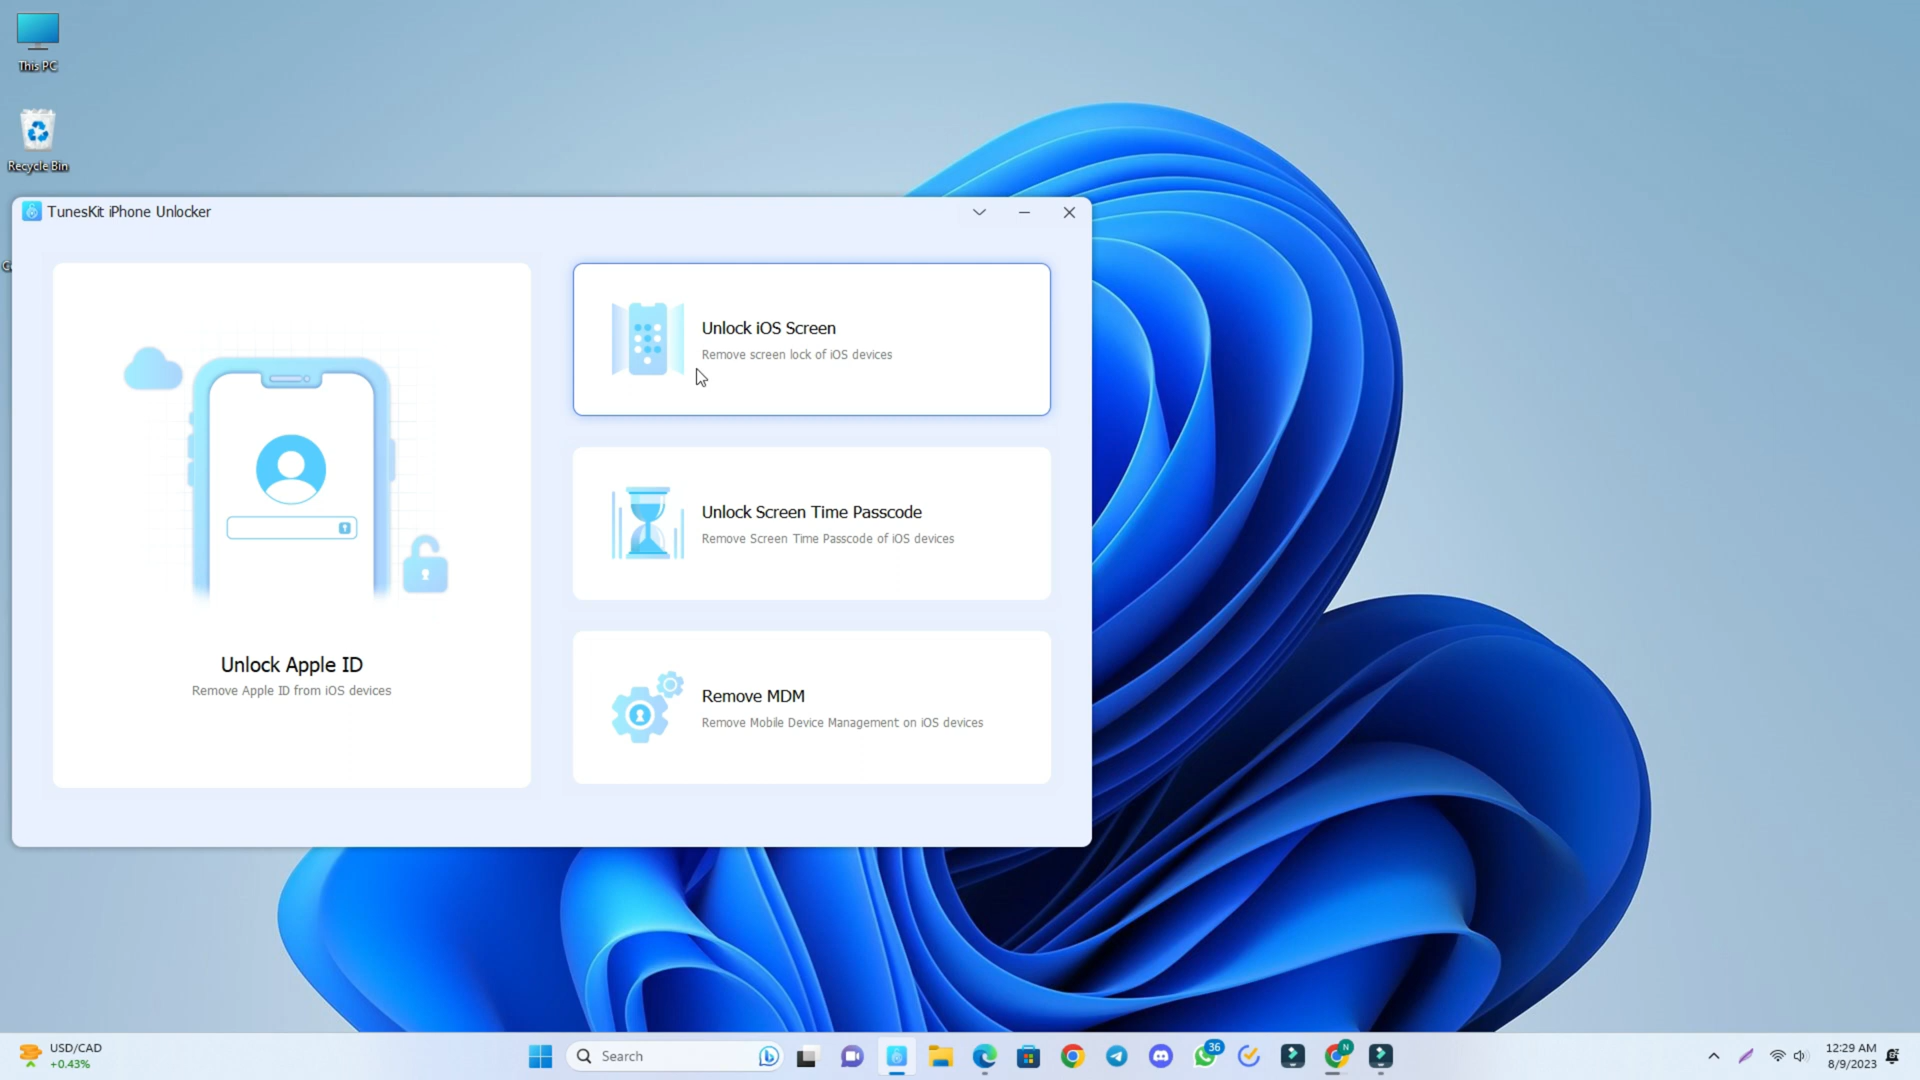 This PC
Recycle Bin
TunesKit iPhone Unlocker
Unlock Apple ID
Remove Apple ID from iOS devices
Unlock iOS Screen
Remove screen lock of iOS devices
Unlock Screen Time Passcode
Remove Screen Time Passcode of iOS devices
Remove MDM
Remove Mobile Device Management on iOS devices
USD/CAD
+0.43%
Search
36
N
12:29 AM
8/9/2023